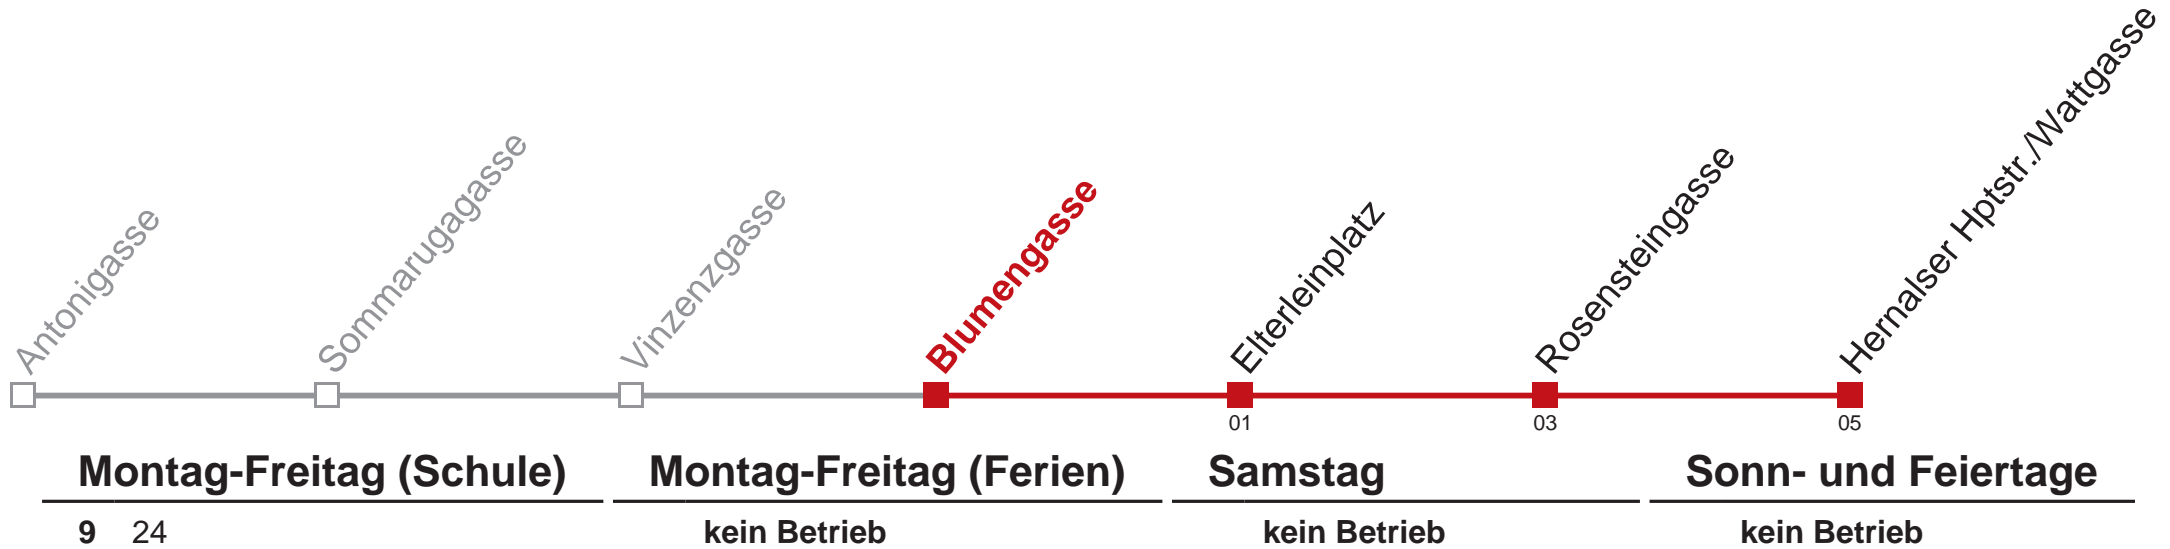 Antonigasse
Sommarugagasse
Vinzenzgasse
Blumengasse
Elterleinplatz
Rosensteingasse
Hernalser Hptstr./Wattgasse
01 03 05
Montag-Freitag (Schule) Montag-Freitag (Ferien) Samstag Sonn- und Feiertage
9 24 kein Betrieb kein Betrieb kein Betrieb